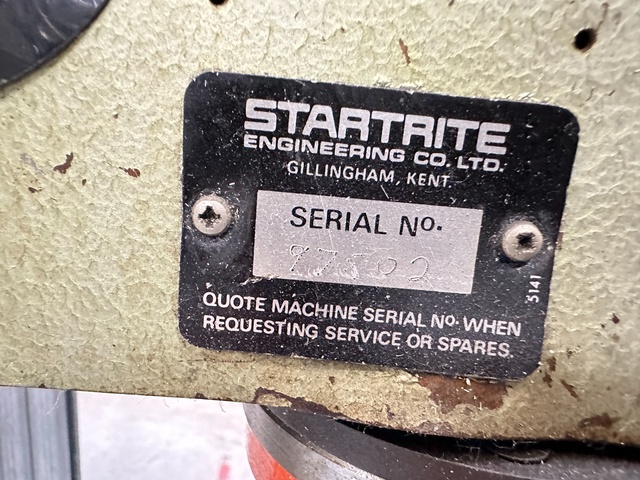 STARTRITE
ENGINEERING CO. LTD.
GILLINGHAM, KENT.
SERIAL Nº.
QUOTE MACHINE SERIAL Nº. WHEN
REQUESTING SERVICE OR SPARES.
5141